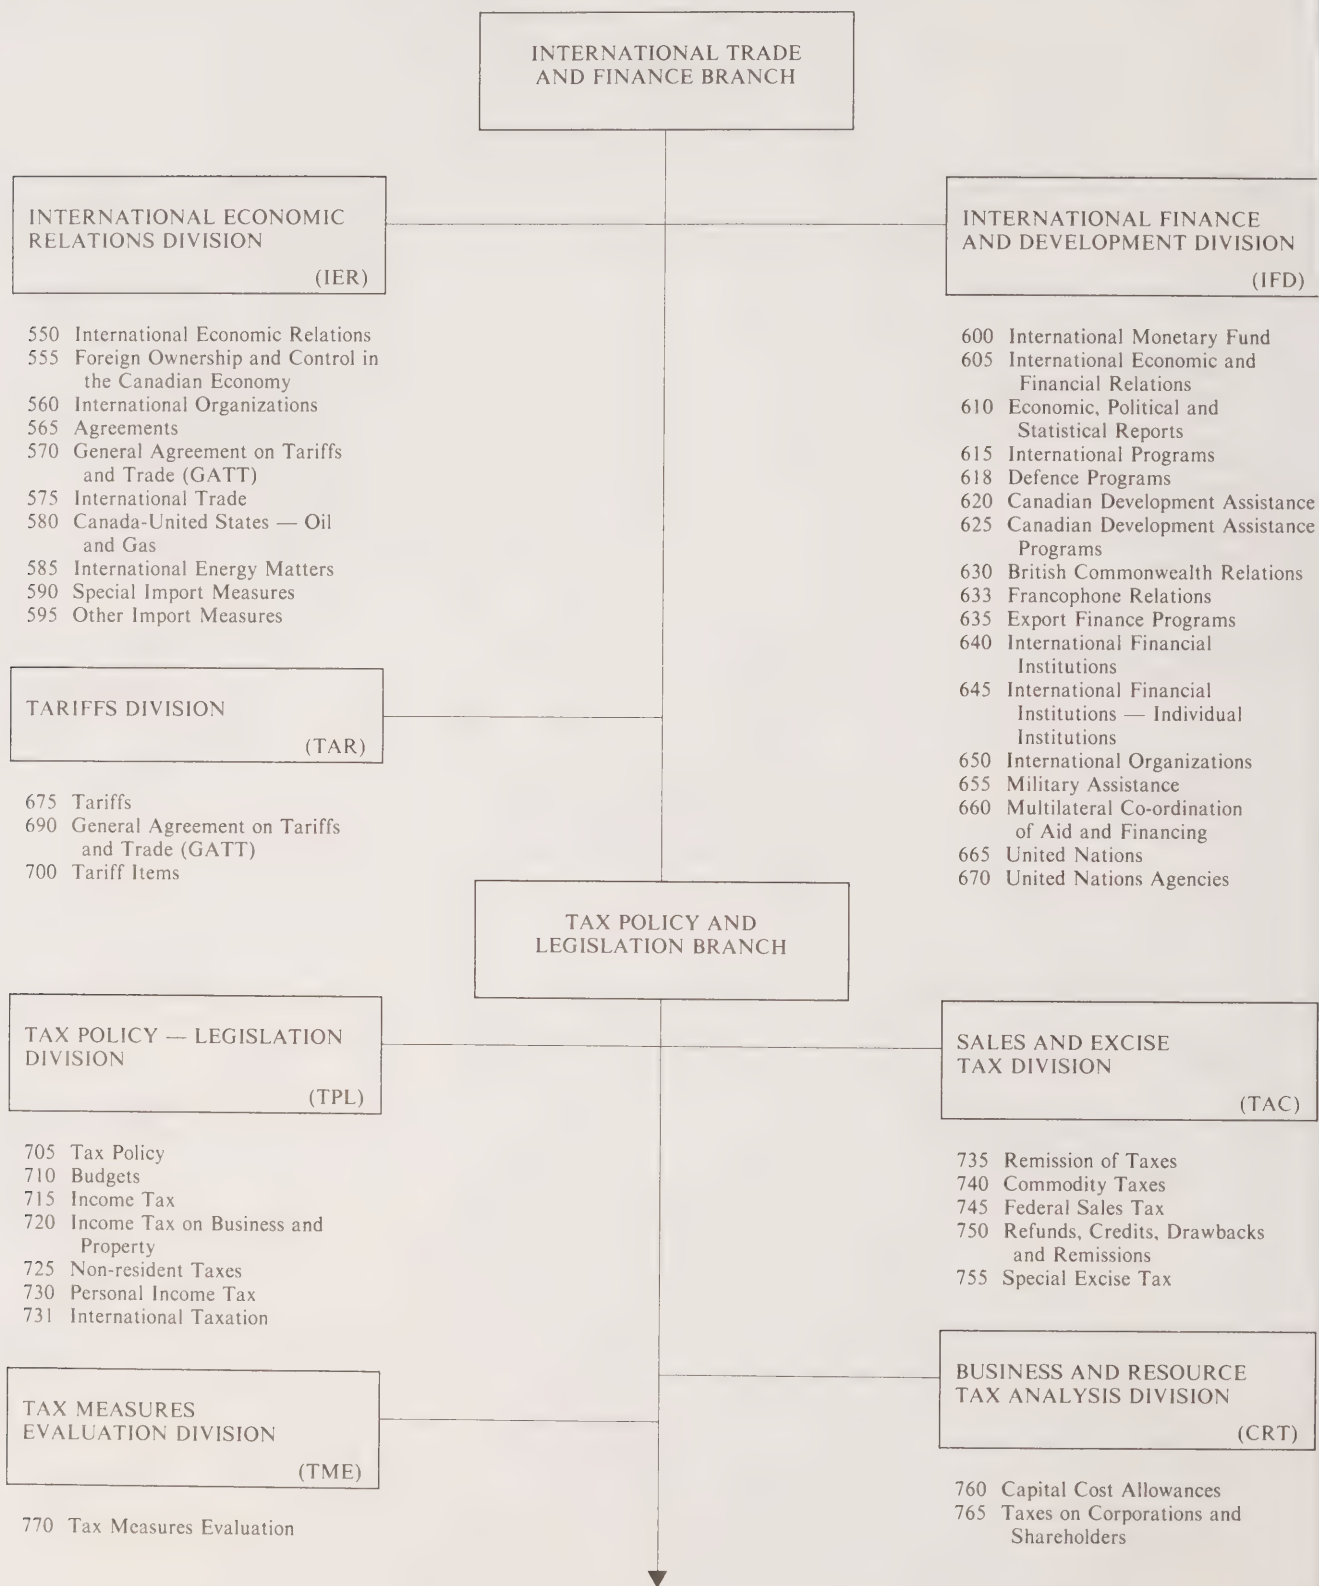 INTERNATIONAL TRADE
AND FINANCE BRANCH
INTERNATIONAL ECONOMIC
RELATIONS DIVISION
(IER)
550 International Economic Relations
555 Foreign Ownership and Control in
the Canadian Economy
560 International Organizations
565 Agreements
570 General Agreement on Tariffs
and Trade (GATT)
575 International Trade
580 Canada-United States — Oil
and Gas
585 International Energy Matters
590 Special Import Measures
595 Other Import Measures
INTERNATIONAL FINANCE
AND DEVELOPMENT DIVISION
(IFD)
600 International Monetary Fund
605 International Economic and
Financial Relations
610 Economic, Political and
Statistical Reports
615 International Programs
618 Defence Programs
620 Canadian Development Assistance
625 Canadian Development Assistance
Programs
630 British Commonwealth Relations
633 Francophone Relations
635 Export Finance Programs
640 International Financial
Institutions
645 International Financial
Institutions — Individual
Institutions
650 International Organizations
655 Military Assistance
660 Multilateral Co-ordination
of Aid and Financing
665 United Nations
670 United Nations Agencies
TARIFFS DIVISION
(TAR)
675 Tariffs
690 General Agreement on Tariffs
and Trade (GATT)
700 Tariff Items
TAX POLICY AND
LEGISLATION BRANCH
TAX POLICY — LEGISLATION
DIVISION
(TPL)
705 Tax Policy
710 Budgets
715 Income Tax
720 Income Tax on Business and
Property
725 Non-resident Taxes
730 Personal Income Tax
731 International Taxation
SALES AND EXCISE
TAX DIVISION
(TAC)
735 Remission of Taxes
740 Commodity Taxes
745 Federal Sales Tax
750 Refunds, Credits, Drawbacks
and Remissions
755 Special Excise Tax
TAX MEASURES
EVALUATION DIVISION
(TME)
770 Tax Measures Evaluation
BUSINESS AND RESOURCE
TAX ANALYSIS DIVISION
(CRT)
760 Capital Cost Allowances
765 Taxes on Corporations and
Shareholders